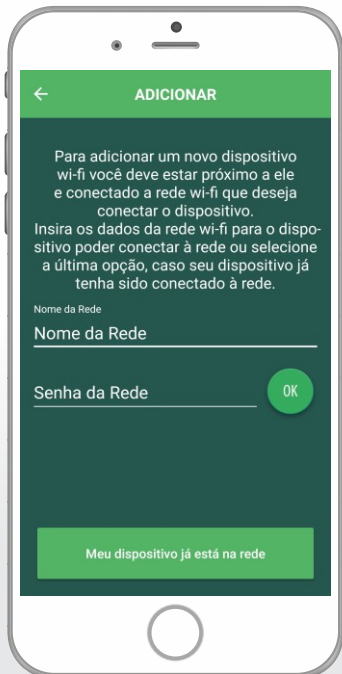 ADICIONAR
Para adicionar um novo dispositivo
wi-fi você deve estar próximo a ele
e conectado a rede wi-fi que deseja
conectar o dispositivo.
Insira os dados da rede wi-fi para o dispo-
sitivo poder conectar à rede ou selecione
a última opção, caso seu dispositivo já
tenha sido conectado à rede.
Nome da Rede
Nome da Rede
Senha da Rede
OK
Meu dispositivo já está na rede